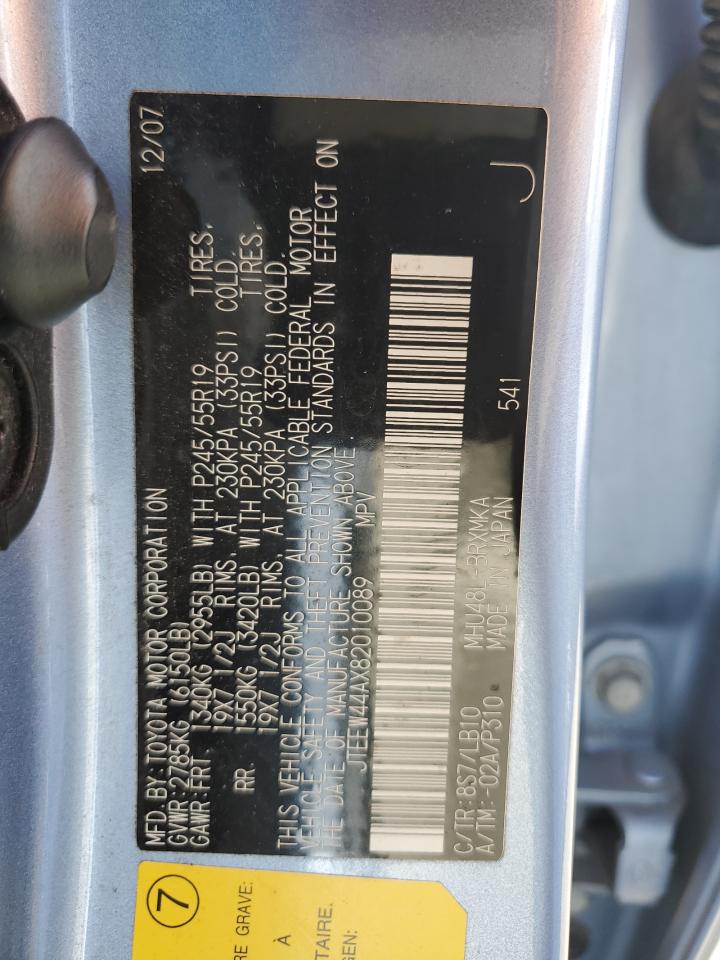 MFD. BY: TOYOTA MOTOR CORPORATION 12/07
GVWR: 2785KG (6150LB)
GAWR: FRT 1340KG (2955LB) WITH P245/55R19 TIRES,
19X7 1/2J RIMS, AT 230KPA (33PSI) COLD.
RR. 1550KG (3420LB) WITH P245/55R19 TIRES,
19X7 1/2J RIMS, AT 230KPA (33PSI) COLD.
THIS VEHICLE CONFORMS TO ALL APPLICABLE FEDERAL MOTOR
VEHICLE SAFETY AND THEFT PREVENTION STANDARDS IN EFFECT ON
THE DATE OF MANUFACTURE SHOWN ABOVE.
JTEEW44AX82010089 MPV
C/TR: 8S7/LB10 MHU48L-BRXMKA
A/TM: -02A/P310 MADE IN JAPAN
541 J
7
RE GRAVE:
À
TAIRE.
GEN: